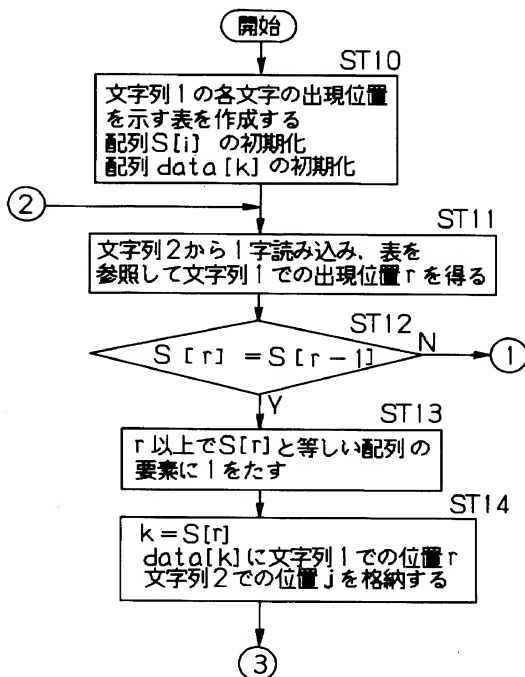 開始
ST10
文字列1の各文字の出現位置
を示す表を作成する
配列S[i] の初期化
配列 data[k] の初期化
②
ST11
文字列2から1字読み込み、表を
参照して文字列1での出現位置rを得る
ST12
S[r]=S[r-1]
N
①
Y
ST13
r以上でS[r]と等しい配列の
要素に1をたす
ST14
k=S[r]
data[k]に文字列1での位置r
文字列2での位置jを格納する
③